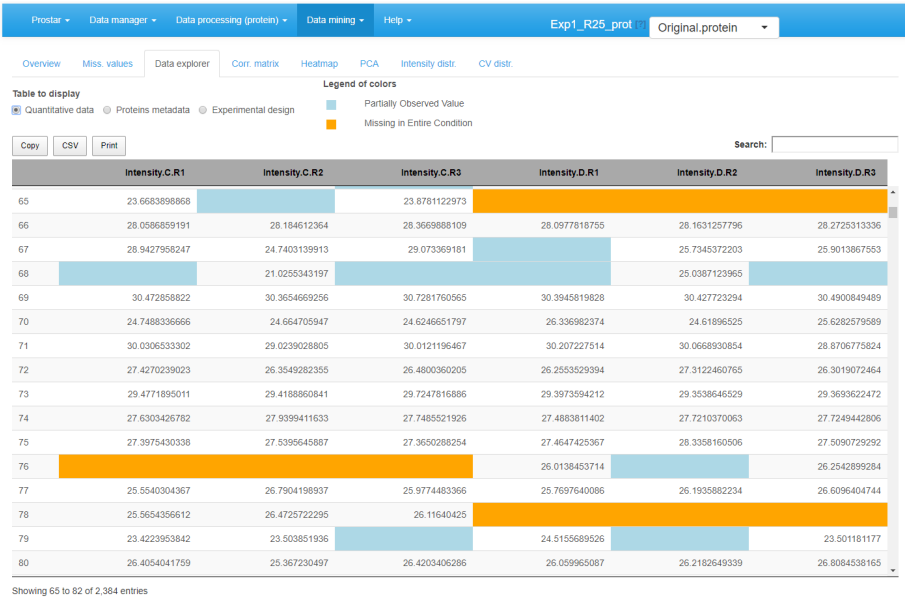 Prostar Data manager Data processing (protein) Data mining Help Exp1_R25_prot [?] Original.protein
Overview Miss. values Data explorer Corr. matrix Heatmap PCA Intensity distr. CV distr.
Table to display Legend of colors
Quantitative data Proteins metadata Experimental design Partially Observed Value
Missing in Entire Condition
Copy CSV Print Search:
Intensity.C.R1 Intensity.C.R2 Intensity.C.R3 Intensity.D.R1 Intensity.D.R2 Intensity.D.R3
65 23.6683898868 23.8781122973
66 28.0586859191 28.184612364 28.3669888109 28.0977818755 28.1631257796 28.2725313336
67 28.9427958247 24.7403139913 29.073369181 25.7345372203 25.9013867553
68 21.0255343197 25.0387123965
69 30.472858822 30.3654669256 30.7281760565 30.3945819828 30.427723294 30.4900849489
70 24.7488336666 24.664705947 24.6246651797 26.336982374 24.61896525 25.6282579589
71 30.0306533302 29.0239028805 30.0121196467 30.207227514 30.0668930854 28.8706775824
72 27.4270239023 26.3549282355 26.4800360205 26.2553529394 27.3122460765 26.3019072464
73 29.4771895011 29.4188860841 29.7247816886 29.3973594212 29.3538646529 29.3693622472
74 27.6303426782 27.9399411633 27.7485521926 27.4883811402 27.7210370063 27.7249442806
75 27.3975430338 27.5395645887 27.3650288254 27.4647425367 28.3358160506 27.5090729292
76 26.0138453714 26.2542899284
77 25.5540304367 26.7904198937 25.9774483366 25.7697640086 26.1935882234 26.6096404744
78 25.5654356612 26.4725722295 26.11640425
79 23.4223953842 23.503851936 24.5155689526 23.501181177
80 26.4054041759 25.367230497 26.4203406286 26.059965087 26.2182649339 26.8084538165
Showing 65 to 82 of 2,384 entries